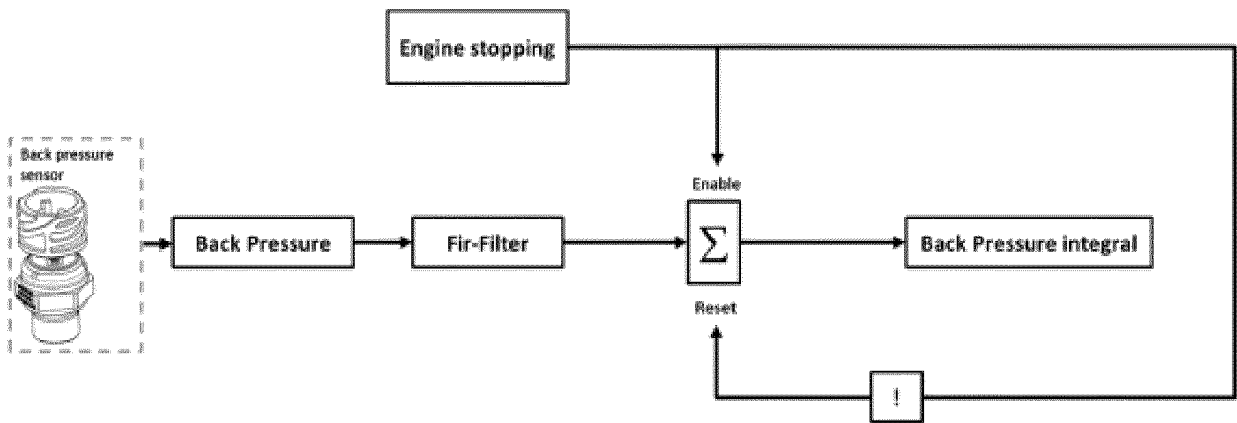 Engine stopping
Back pressure
sensor
Enable
Back Pressure
Fir-Filter
∑
Back Pressure integral
Reset
!